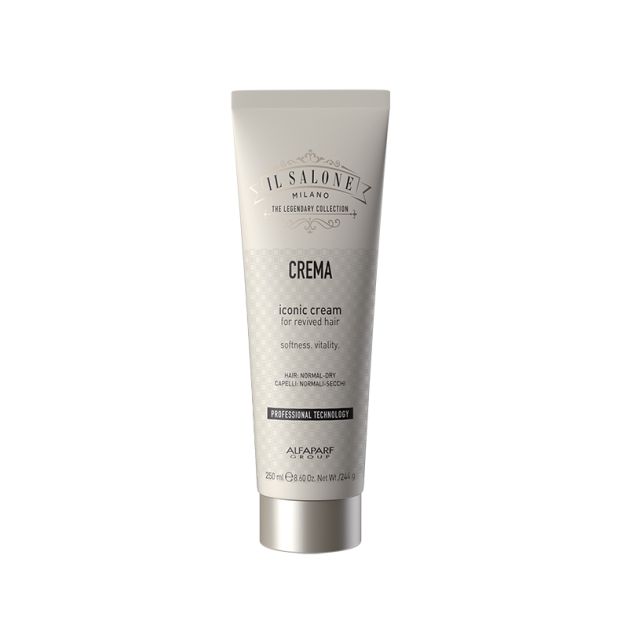 IL SALONE
MILANO
THE LEGENDARY COLLECTION
CREMA
iconic cream
for revived hair
softness. vitality.
HAIR: NORMAL-DRY
CAPELLI: NORMALI-SECCHI
PROFESSIONAL TECHNOLOGY
ALFAPARF
GROUP
250 ml ℮ 8.60 Oz. Net Wt./244 g